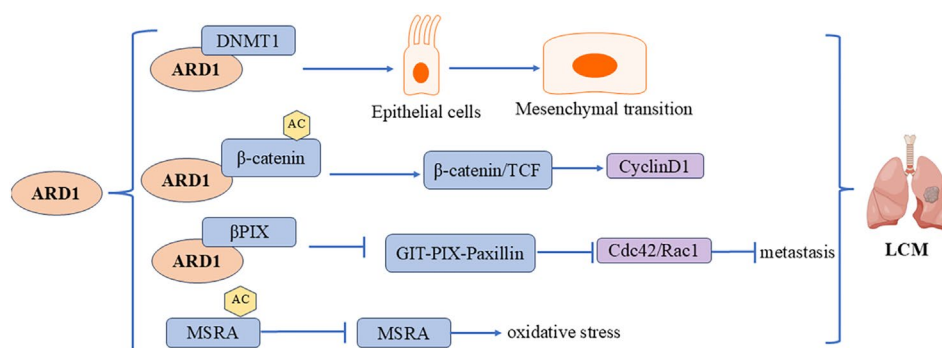 DNMT1
ARD1
Epithelial cells
Mesenchymal transition
AC
β-catenin
ARD1
β-catenin/TCF
CyclinD1
ARD1
βPIX
ARD1
GIT-PIX-Paxillin
Cdc42/Rac1
metastasis
LCM
AC
MSRA
MSRA
oxidative stress